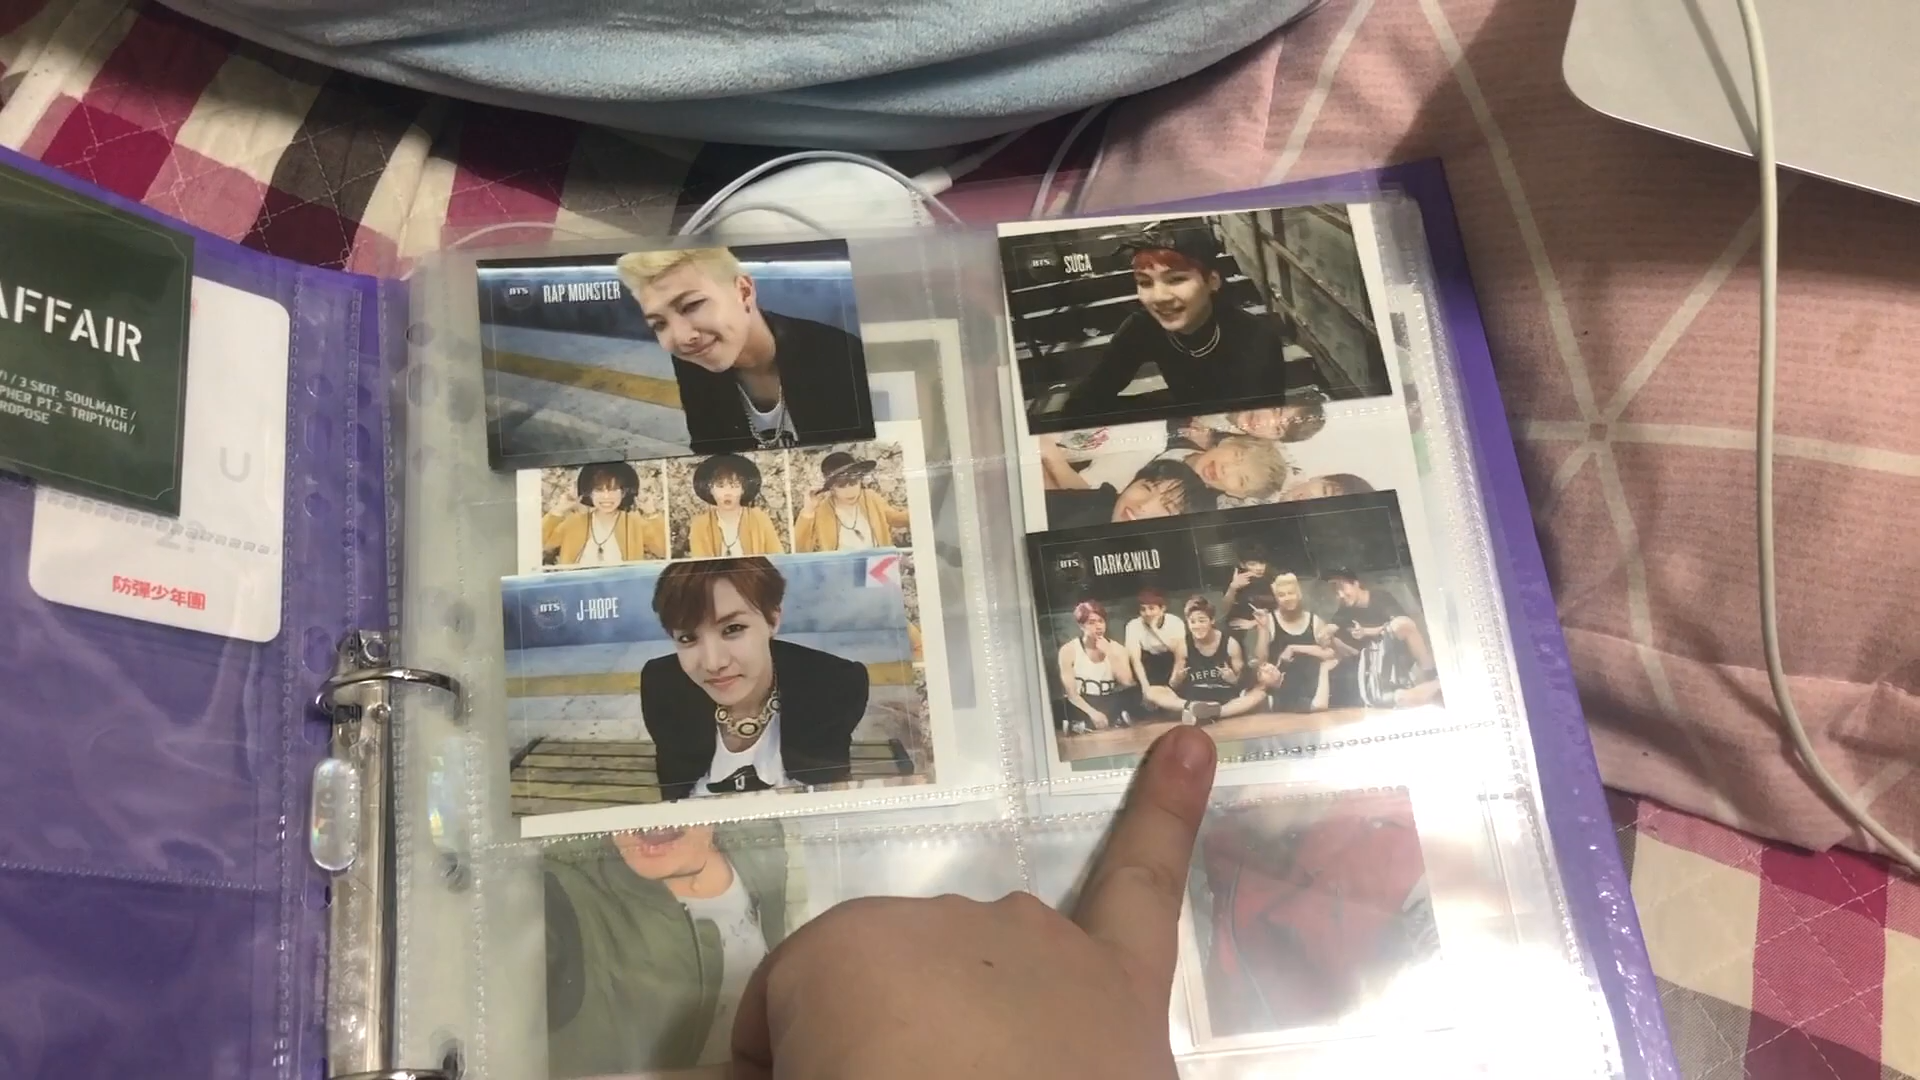 AFFAIR
/ 3 SKIT: SOULMATE /
PHER PT.2: TRIPTYCH /
ROPOSE
U
2.
防彈少年團
BTS
RAP MONSTER
BTS
J-HOPE
BTS
SUGA
BTS
DARK&WILD